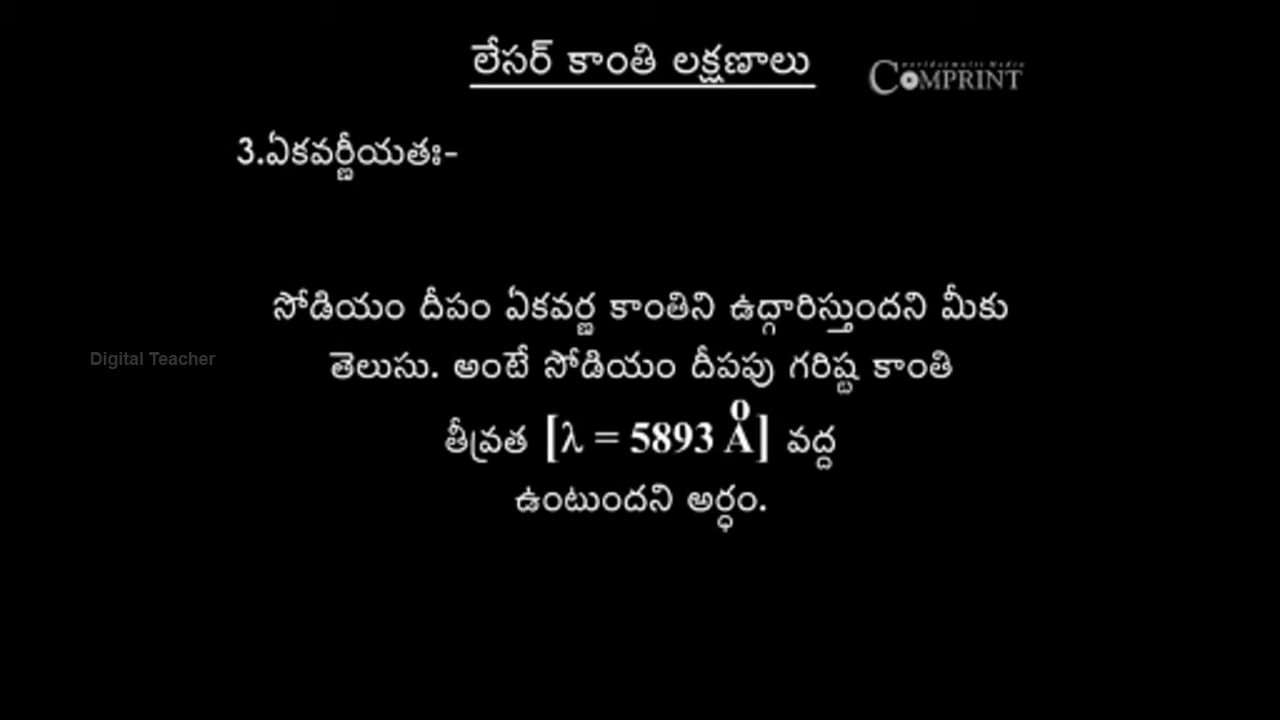 లేసర్ కాంతి లక్షణాలు
COMPRINT
3.ఏకవర్ణీయతః-
సోడియం దీపం ఏకవర్ణ కాంతిని ఉద్గారిస్తుందని మీకు
Digital Teacher
తెలుసు. అంటే సోడియం దీపపు గరిష్ట కాంతి
తీవ్రత [λ = 5893 Å] వద్ద
ఉంటుందని అర్ధం.